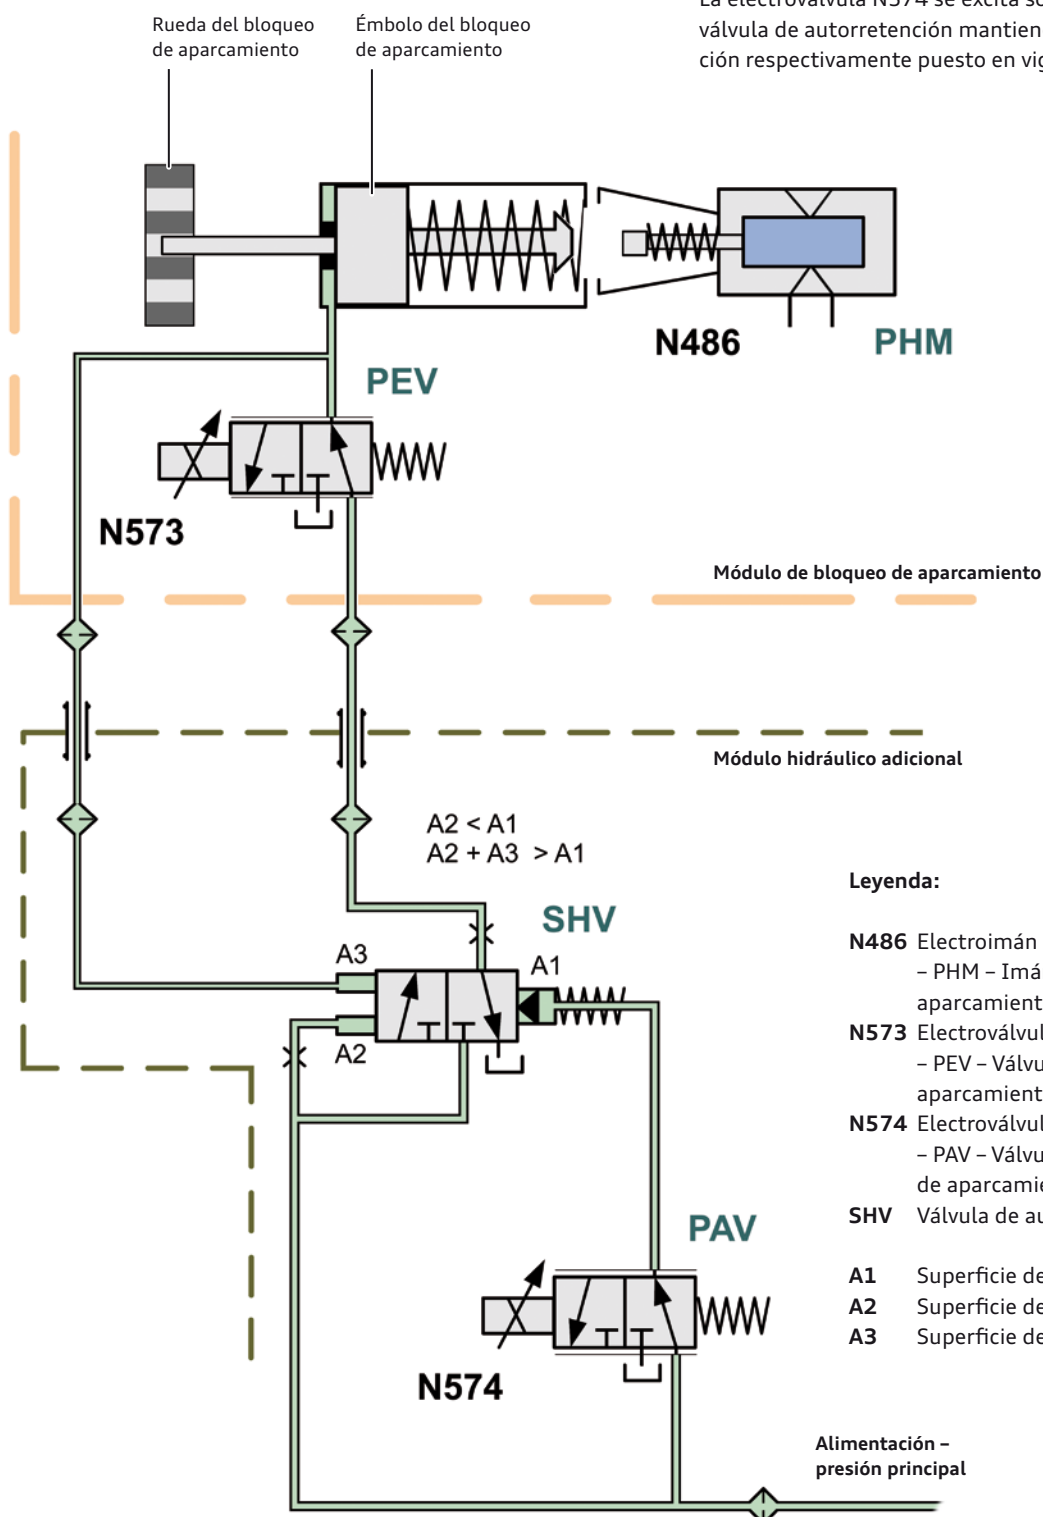 La electroválvula N574 se excita so
válvula de autorretención mantien
ción respectivamente puesto en vig
Rueda del bloqueo
de aparcamiento
Émbolo del bloqueo
de aparcamiento
N486
PHM
PEV
N573
Módulo de bloqueo de aparcamiento
Módulo hidráulico adicional
A2 < A1
A2 + A3 > A1
SHV
A3
A1
A2
Leyenda:
N486 Electroimán
– PHM – Imá
aparcamient
N573 Electroválvul
– PEV – Válvu
aparcamient
N574 Electroválvul
– PAV – Válvu
de aparcamie
SHV Válvula de au
A1 Superficie de
A2 Superficie de
A3 Superficie de
PAV
N574
Alimentación –
presión principal